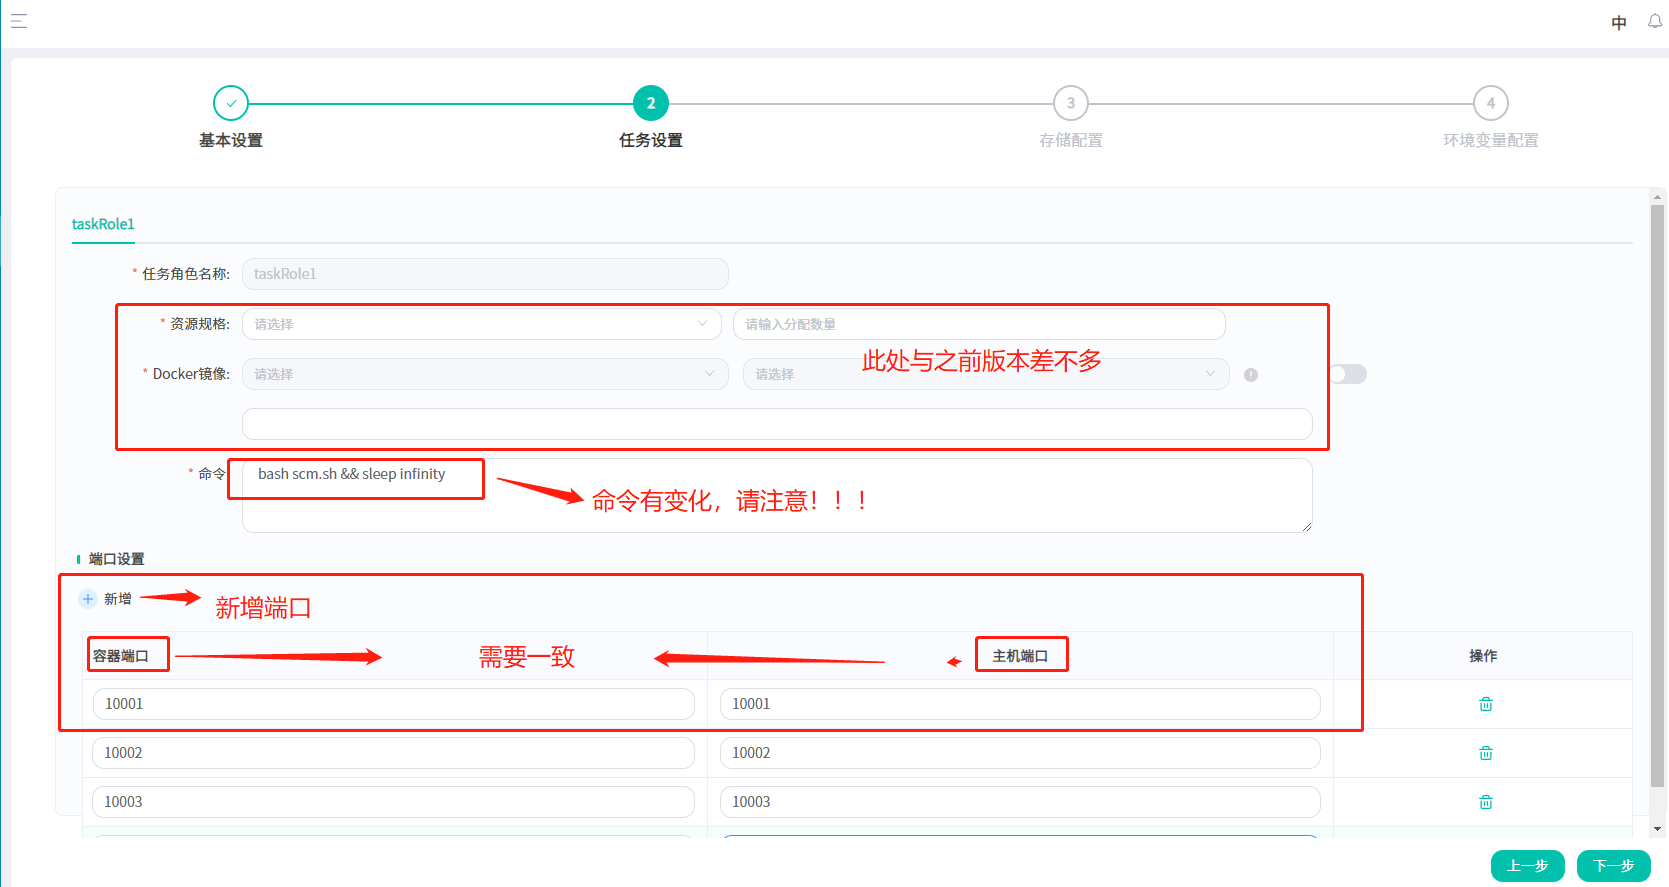 中
2 3 4
基本设置 任务设置 存储配置 环境变量配置
taskRole1
* 任务角色名称: taskRole1
* 资源规格: 请选择 请输入分配数量
此处与之前版本差不多
* Docker镜像: 请选择 请选择
* 命令 bash scm.sh && sleep infinity
命令有变化，请注意！！！
端口设置
新增 新增端口
容器端口 需要一致 主机端口 操作
10001 10001
10002 10002
10003 10003
上一步 下一步